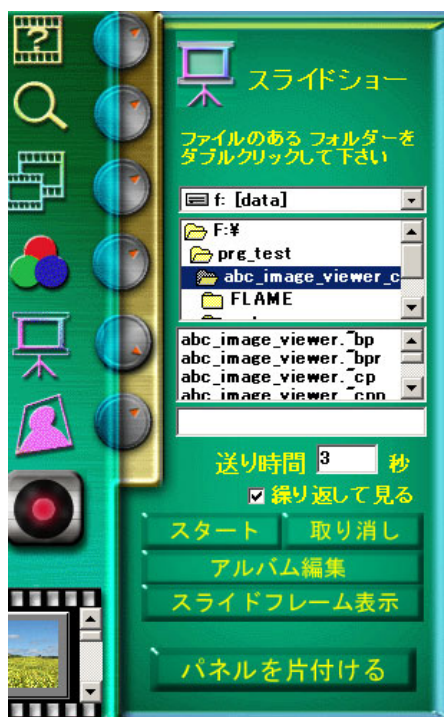 スライドショー
ファイルのある フォルダーを
ダブルクリックして下さい
f: [data]
F:¥
prg_test
abc_image_viewer_c
FLAME
abc_image_viewer.~bp
abc_image_viewer.~bpr
abc_image_viewer.~cp
abc_image_viewer.~cpp
送り時間 3 秒
繰り返して見る
スタート 取り消し
アルバム編集
スライドフレーム表示
パネルを片付ける